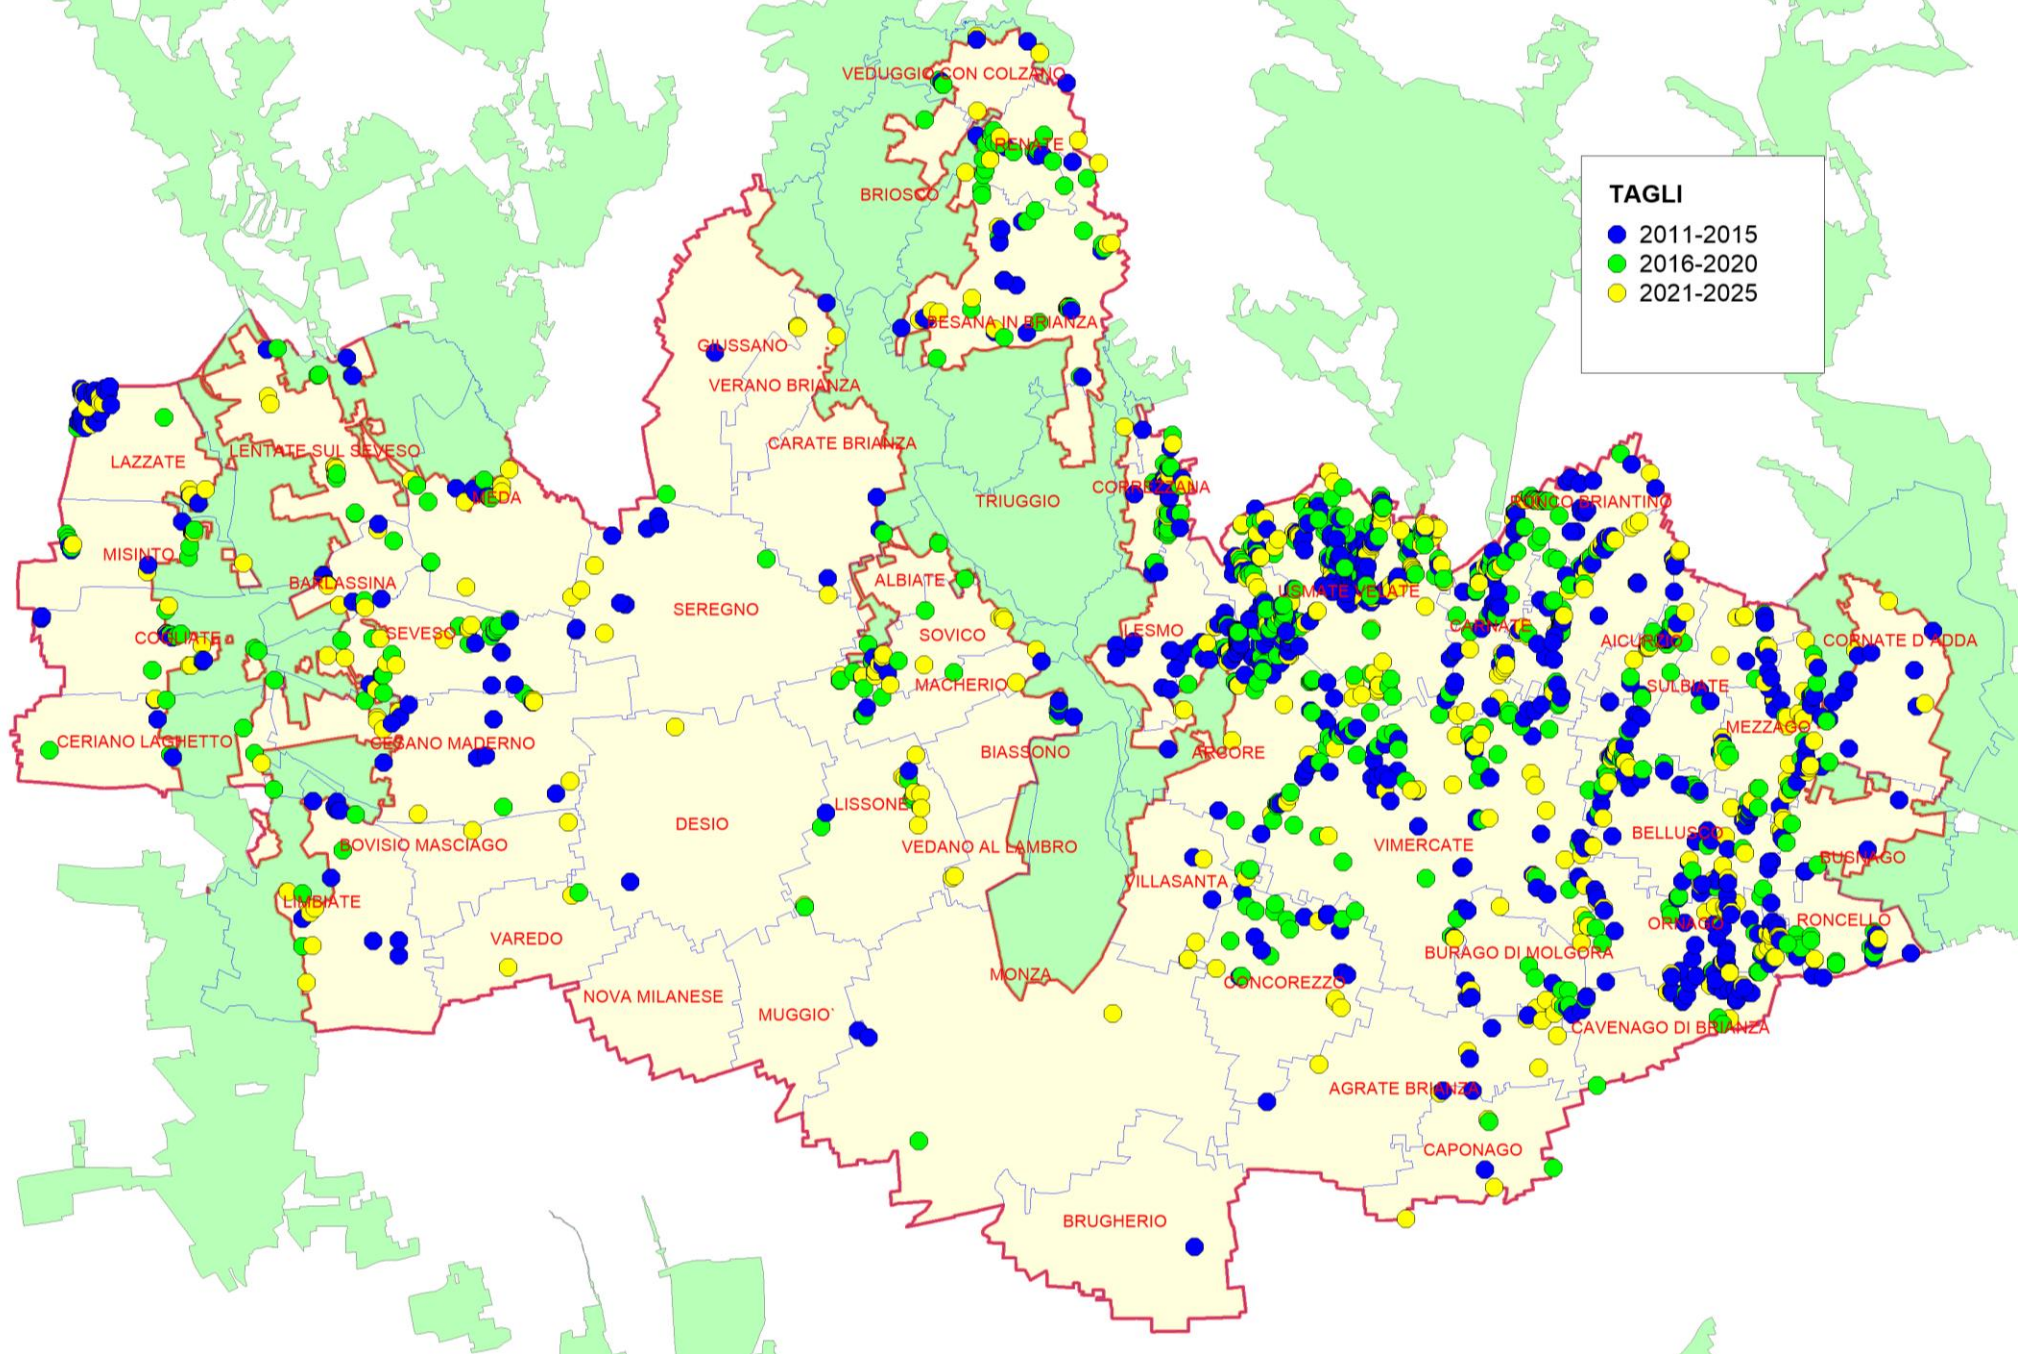 VEDUGGIO CON COLZANO
RENATE
BRIOSCO
TAGLI
2011-2015
2016-2020
2021-2025
BESANA IN BRIANZA
GIUSSANO
VERANO BRIANZA
CARATE BRIANZA
LENTATE SUL SEVESO
LAZZATE
MEDA
TRIUGGIO
CORREZZANA
RONCO BRIANTINO
MISINTO
BARLASSINA
ALBIATE
USMATE VELATE
SEREGNO
COGLIATE
SEVESO
SOVICO
LESMO
CARNATE
AICURZIO
CORNATE D'ADDA
MACHERIO
SULBIATE
MEZZAGO
CERIANO LAGHETTO
CESANO MADERNO
BIASSONO
ARCORE
LISSONE
DESIO
BOVISIO MASCIAGO
VEDANO AL LAMBRO
VIMERCATE
BELLUSCO
BUSNAGO
VILLASANTA
LIMBIATE
VAREDO
ORNAGO
RONCELLO
BURAGO DI MOLGORA
MONZA
CONCOREZZO
NOVA MILANESE
MUGGIO`
CAVENAGO DI BRIANZA
AGRATE BRIANZA
CAPONAGO
BRUGHERIO